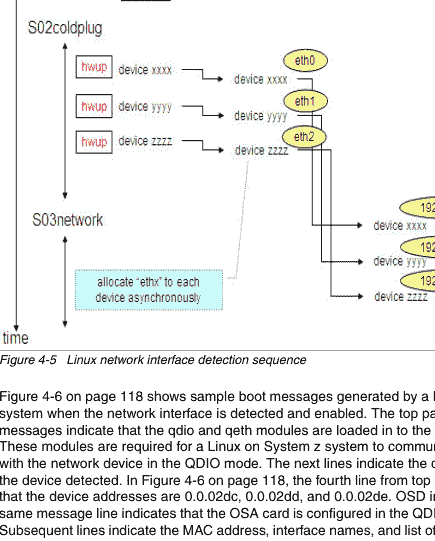 S02coldplug
eth0
hwup device xxxx device xxxx
eth1
hwup device yyyy device yyyy
eth2
hwup device zzzz device zzzz
192
S03network
device xxxx
192
device yyyy
allocate "ethx" to each
device asynchronously
192
device zzzz
time
Figure 4-5 Linux network interface detection sequence
Figure 4-6 on page 118 shows sample boot messages generated by a
system when the network interface is detected and enabled. The top pa
messages indicate that the qdio and qeth modules are loaded in to the
These modules are required for a Linux on System z system to commu
with the network device in the QDIO mode. The next lines indicate the
the device detected. In Figure 4-6 on page 118, the fourth line from top
that the device addresses are 0.0.02dc, 0.0.02dd, and 0.0.02de. OSD in
same message line indicates that the OSA card is configured in the QDI
Subsequent lines indicate the MAC address, interface names, and list of